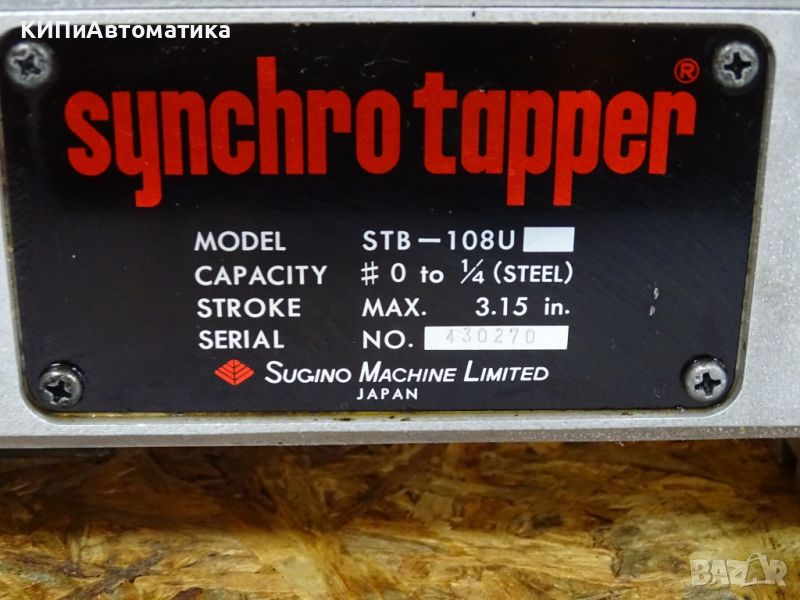 КИПиАвтоматика
synchro tapper®
MODEL STB-108U
CAPACITY # 0 to 1/4 (STEEL)
STROKE MAX. 3.15 in.
SERIAL NO. 430270
SUGINO MACHINE LIMITED
JAPAN
BAZAR